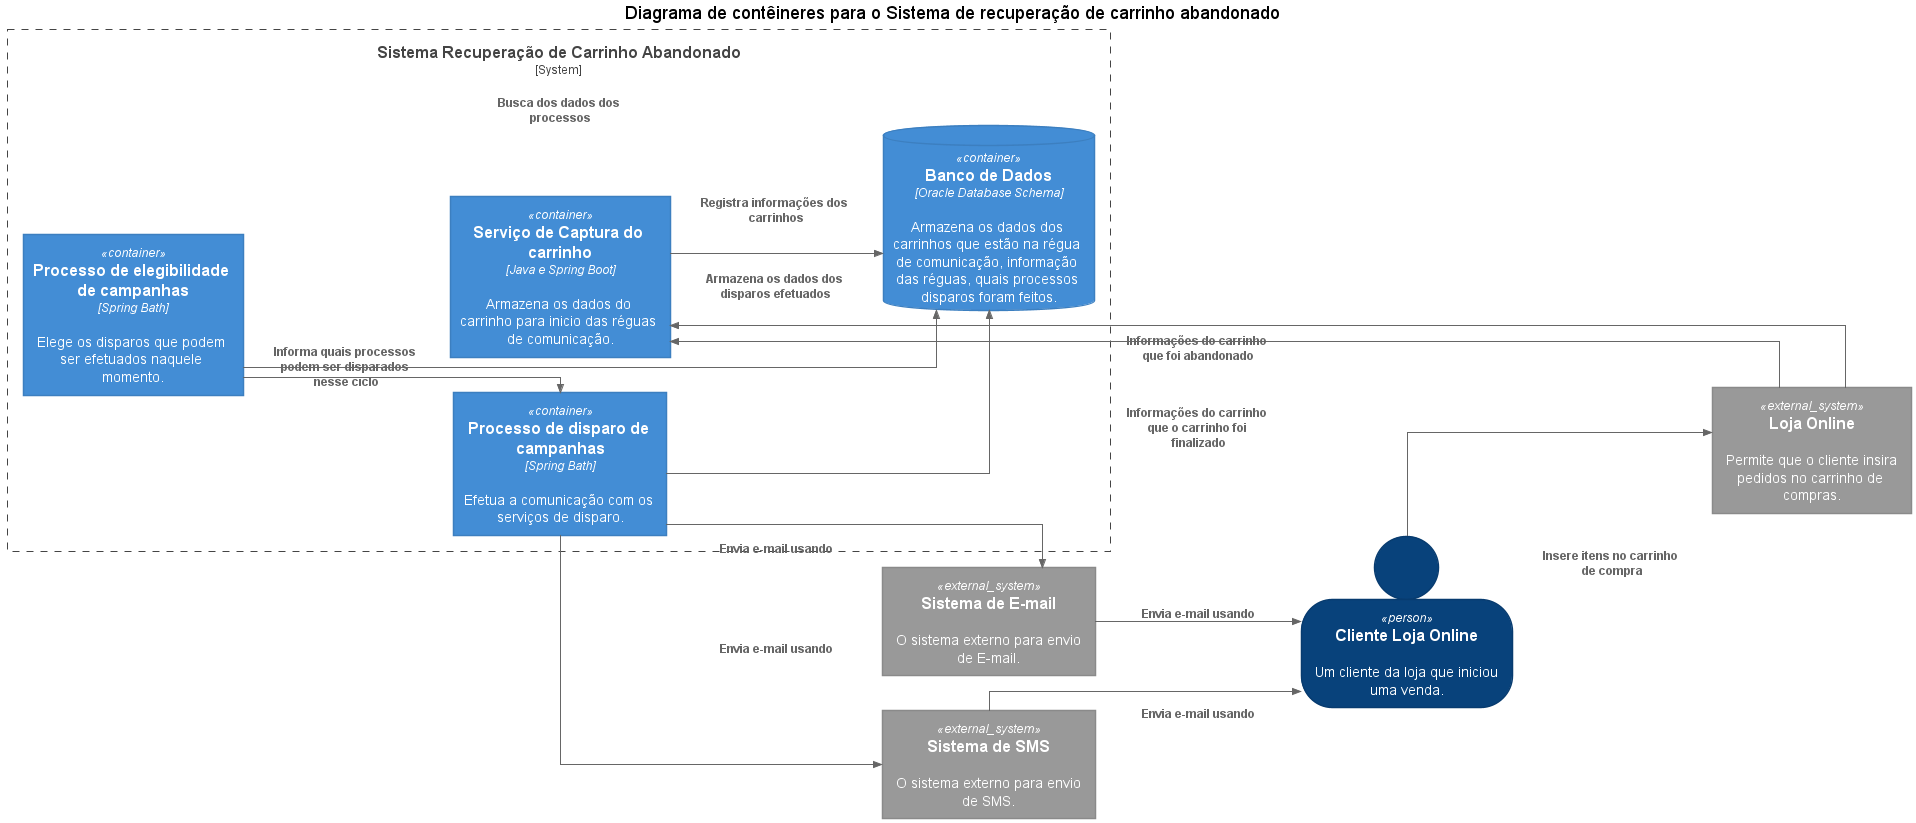 Diagrama de contêineres para o Sistema de recuperação de carrinho abandonado
Sistema Recuperação de Carrinho Abandonado
[System]
Busca dos dados dos
processos
«container»
Processo de elegibilidade
de campanhas
[Spring Bath]
Elege os disparos que podem
ser efetuados naquele
momento.
«container»
Serviço de Captura do
carrinho
[Java e Spring Boot]
Armazena os dados do
carrinho para inicio das réguas
de comunicação.
Registra informações dos
carrinhos
Armazena os dados dos
disparos efetuados
«container»
Banco de Dados
[Oracle Database Schema]
Armazena os dados dos
carrinhos que estão na régua
de comunicação, informação
das réguas, quais processos
disparos foram feitos.
Informa quais processos
podem ser disparados
nesse ciclo
«container»
Processo de disparo de
campanhas
[Spring Bath]
Efetua a comunicação com os
serviços de disparo.
Informações do carrinho
que foi abandonado
Informações do carrinho
que o carrinho foi
finalizado
«external_system»
Loja Online
Permite que o cliente insira
pedidos no carrinho de
compras.
Envia e-mail usando
«external_system»
Sistema de E-mail
O sistema externo para envio
de E-mail.
Envia e-mail usando
Insere itens no carrinho
de compra
«person»
Cliente Loja Online
Um cliente da loja que iniciou
uma venda.
Envia e-mail usando
«external_system»
Sistema de SMS
O sistema externo para envio
de SMS.
Envia e-mail usando